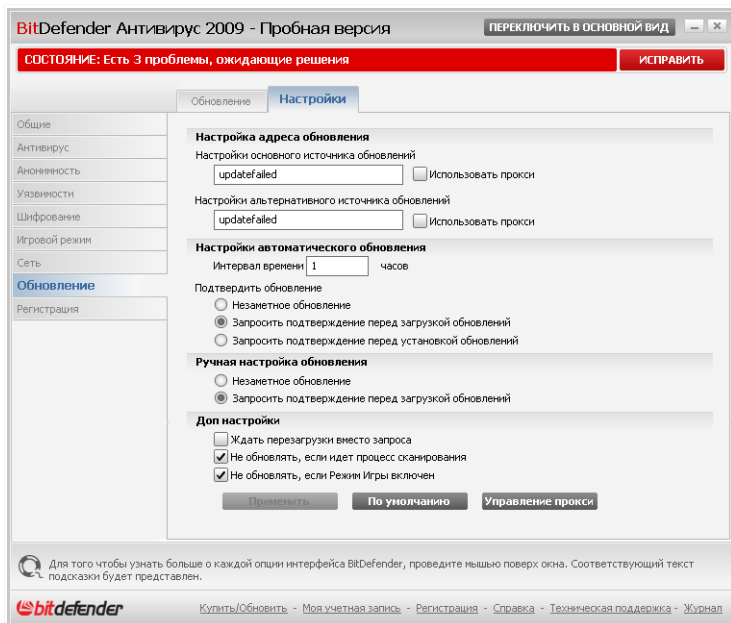 BitDefender Антивирус 2009 - Пробная версия
ПЕРЕКЛЮЧИТЬ В ОСНОВНОЙ ВИД
СОСТОЯНИЕ: Есть 3 проблемы, ожидающие решения
ИСПРАВИТЬ
Обновление
Настройки
Общие
Антивирус
Анонимность
Уязвимости
Шифрование
Игровой режим
Сеть
Обновление
Регистрация
Настройка адреса обновления
Настройки основного источника обновлений
updatefailed
Использовать прокси
Настройки альтернативного источника обновлений
updatefailed
Использовать прокси
Настройки автоматического обновления
Интервал времени 1 часов
Подтвердить обновление
Незаметное обновление
Запросить подтверждение перед загрузкой обновлений
Запросить подтверждение перед установкой обновлений
Ручная настройка обновления
Незаметное обновление
Запросить подтверждение перед загрузкой обновлений
Доп настройки
Ждать перезагрузки вместо запроса
Не обновлять, если идет процесс сканирования
Не обновлять, если Режим Игры включен
Применить
По умолчанию
Управление прокси
Для того чтобы узнать больше о каждой опции интерфейса BitDefender, проведите мышью поверх окна. Соответствующий текст
подсказки будет представлен.
bitdefender
Купить/Обновить - Моя учетная запись - Регистрация - Справка - Техническая поддержка - Журнал